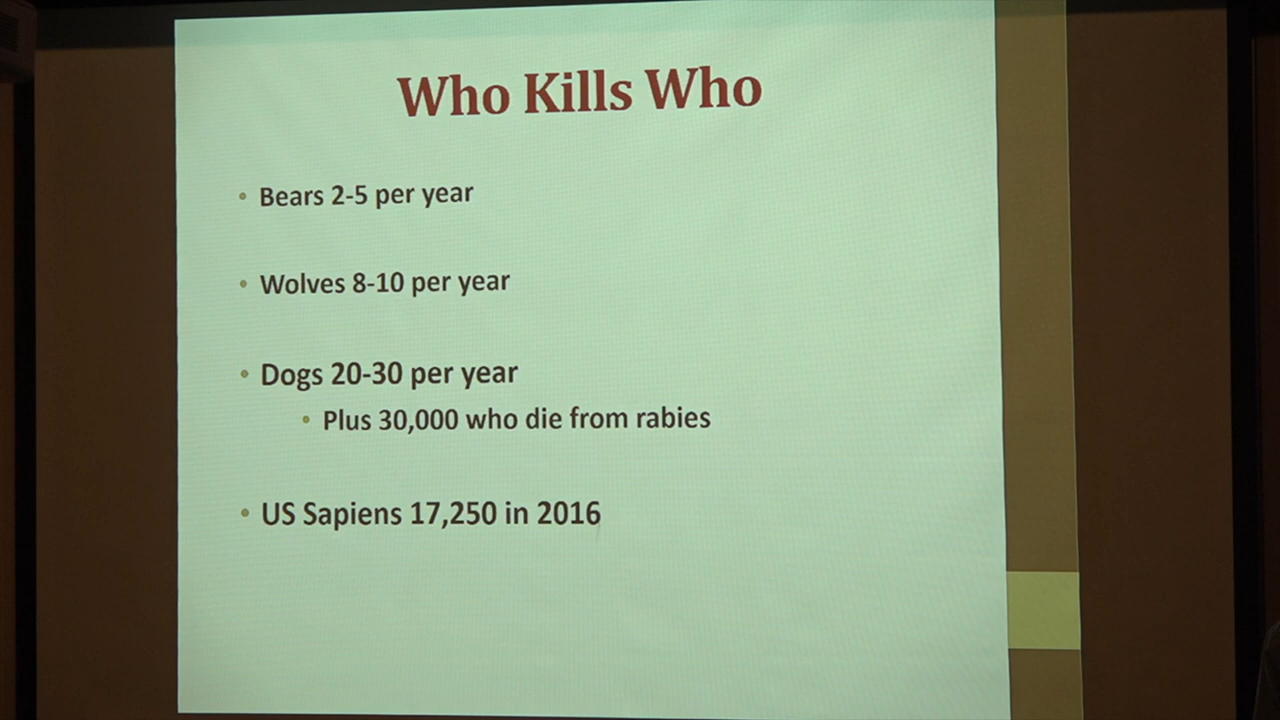 Who Kills Who
• Bears 2-5 per year
• Wolves 8-10 per year
• Dogs 20-30 per year
• Plus 30,000 who die from rabies
• US Sapiens 17,250 in 2016